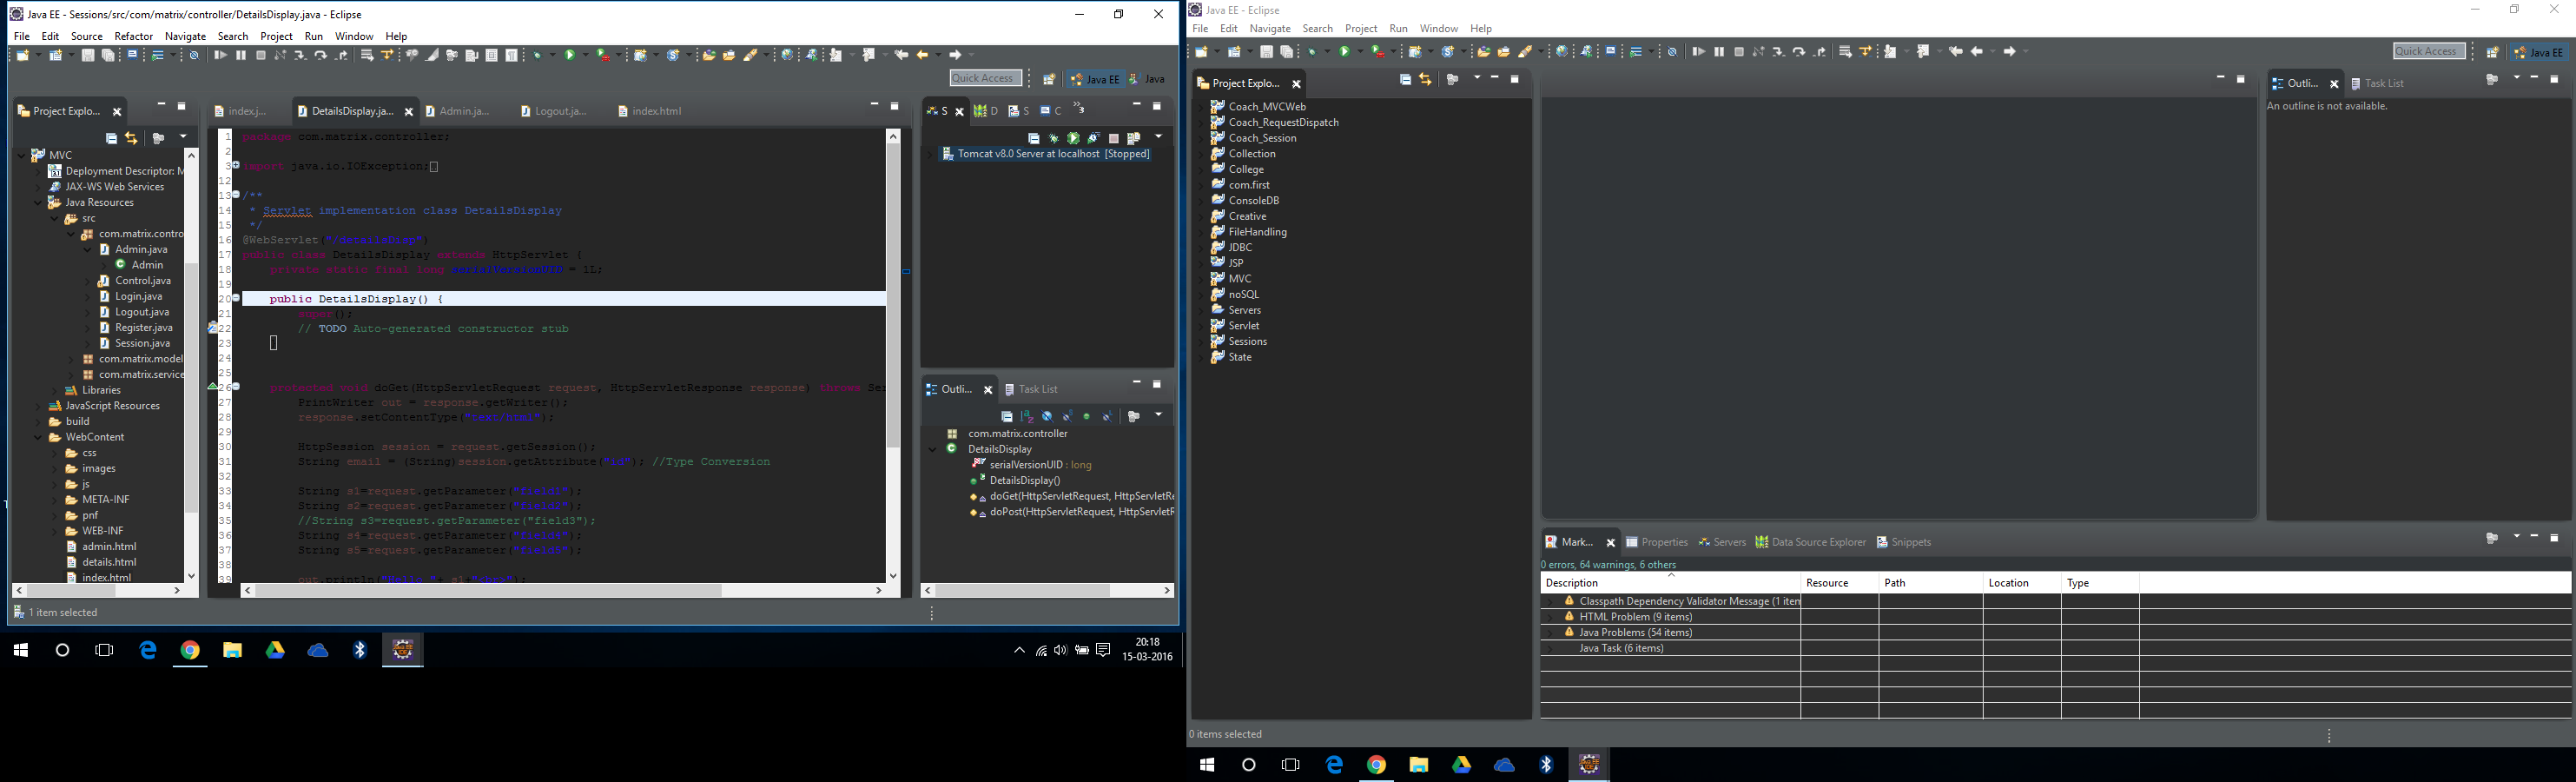 Java EE - Sessions/src/com/matrix/controller/DetailsDisplay.java - Eclipse
File Edit Source Refactor Navigate Search Project Run Window Help
Quick Access
Java EE
Java
Project Explo...
MVC
Deployment Descriptor: M
JAX-WS Web Services
Java Resources
src
com.matrix.contro
Admin.java
Admin
Control.java
Login.java
Logout.java
Register.java
Session.java
com.matrix.model
com.matrix.service
Libraries
JavaScript Resources
build
WebContent
css
images
js
META-INF
pnf
WEB-INF
admin.html
details.html
index.html
index.j...
DetailsDisplay.ja...
Admin.ja...
Logout.ja...
index.html
1 package com.matrix.controller;
2
3 import java.io.IOException;
12
13 /**
14 * Servlet implementation class DetailsDisplay
15 */
16 @WebServlet("/detailsDisp")
17 public class DetailsDisplay extends HttpServlet {
18 private static final long serialVersionUID = 1L;
19
20 public DetailsDisplay() {
21 super();
22 // TODO Auto-generated constructor stub
23
24
25
26 protected void doGet(HttpServletRequest request, HttpServletResponse response) throws Ser
27 PrintWriter out = response.getWriter();
28 response.setContentType("text/html");
29
30 HttpSession session = request.getSession();
31 String email = (String)session.getAttribute("id"); //Type Conversion
32
33 String s1=request.getParameter("field1");
34 String s2=request.getParameter("field2");
35 //String s3=request.getParameter("field3");
36 String s4=request.getParameter("field4");
37 String s5=request.getParameter("field5");
38
39 out.println("Hello "+ s1+"<br>");
S
D
S
C
3
Tomcat v8.0 Server at localhost [Stopped]
Outli...
Task List
com.matrix.controller
DetailsDisplay
serialVersionUID : long
DetailsDisplay()
doGet(HttpServletRequest, HttpServletRe
doPost(HttpServletRequest, HttpServletR
1 item selected
20:18
15-03-2016
Java EE - Eclipse
File Edit Navigate Search Project Run Window Help
Quick Access
Java EE
Project Explo...
Coach_MVCWeb
Coach_RequestDispatch
Coach_Session
Collection
College
com.first
ConsoleDB
Creative
FileHandling
JDBC
JSP
MVC
noSQL
Servers
Servlet
Sessions
State
Outli...
Task List
An outline is not available.
Mark...
Properties
Servers
Data Source Explorer
Snippets
0 errors, 64 warnings, 6 others
Description Resource Path Location Type
Classpath Dependency Validator Message (1 iten
HTML Problem (9 items)
Java Problems (54 items)
Java Task (6 items)
0 items selected